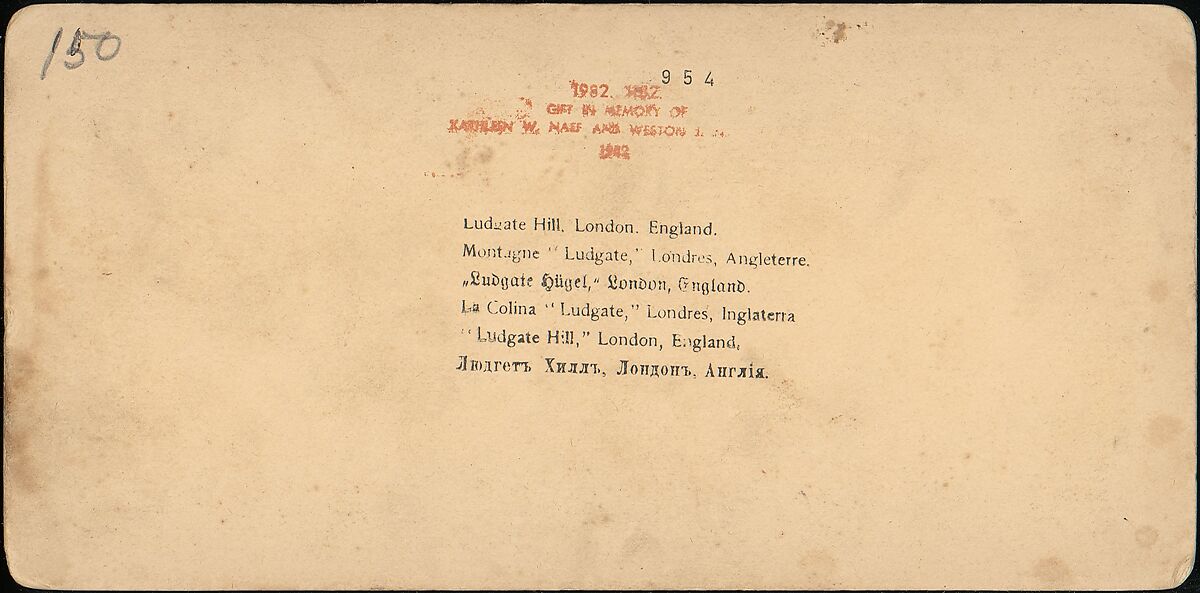 150
954
1982. 1182.
GIFT IN MEMORY OF
KATHLEEN W. NAEF AND WESTON J.
1982
Ludgate Hill. London. England.
Montagne “ Ludgate,” Londres, Angleterre.
„Ludgate Hügel,“ London, England.
La Colina “ Ludgate,” Londres, Inglaterra
“ Ludgate Hill,” London, England,
Людгетъ Хиллъ, Лондонъ, Англія.